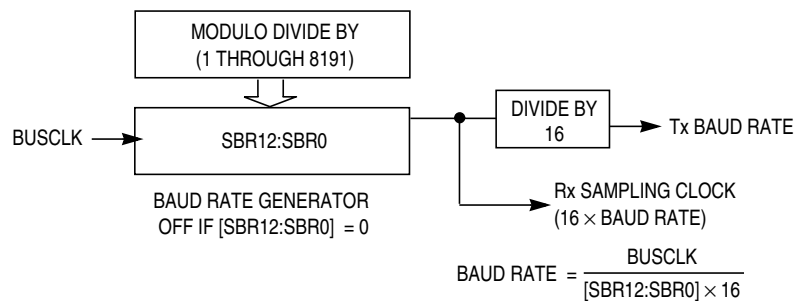 MODULO DIVIDE BY
(1 THROUGH 8191)
BUSCLK
SBR12:SBR0
DIVIDE BY
16
Tx BAUD RATE
BAUD RATE GENERATOR
OFF IF [SBR12:SBR0] = 0
Rx SAMPLING CLOCK
(16 × BAUD RATE)
BAUD RATE =
BUSCLK
[SBR12:SBR0] × 16